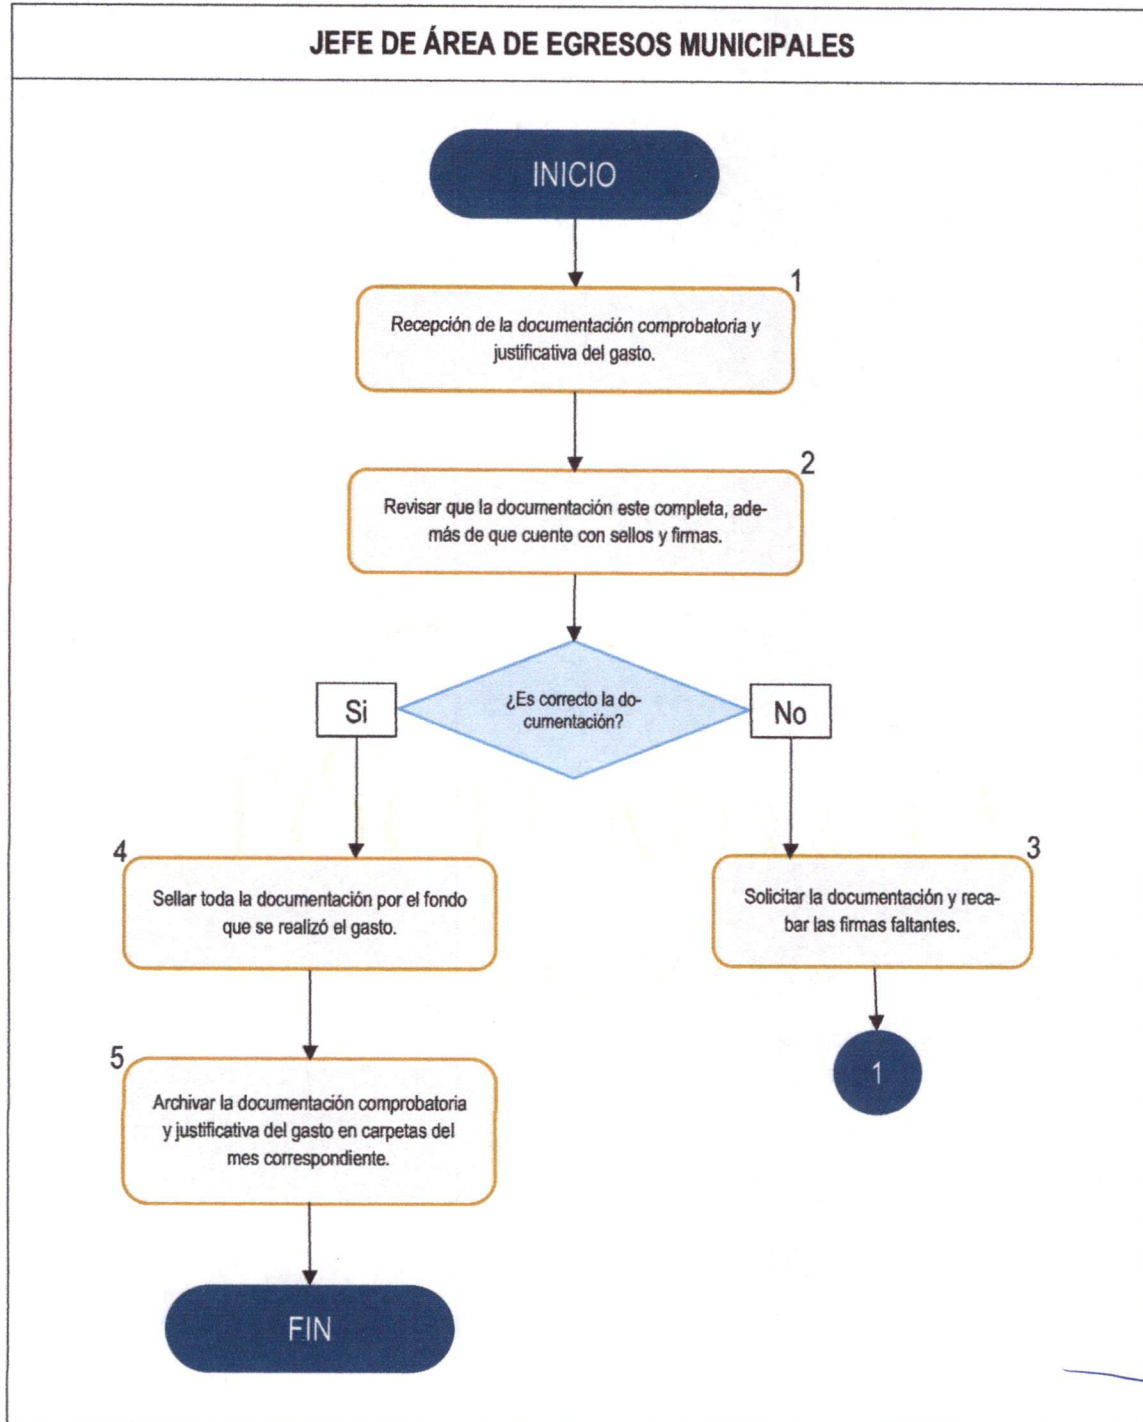 JEFE DE ÁREA DE EGRESOS MUNICIPALES
INICIO
1
Recepción de la documentación comprobatoria y
justificativa del gasto.
2
Revisar que la documentación este completa, ade-
más de que cuente con sellos y firmas.
¿Es correcto la do-
cumentación?
Si
No
4
Sellar toda la documentación por el fondo
que se realizó el gasto.
3
Solicitar la documentación y reca-
bar las firmas faltantes.
1
5
Archivar la documentación comprobatoria
y justificativa del gasto en carpetas del
mes correspondiente.
FIN